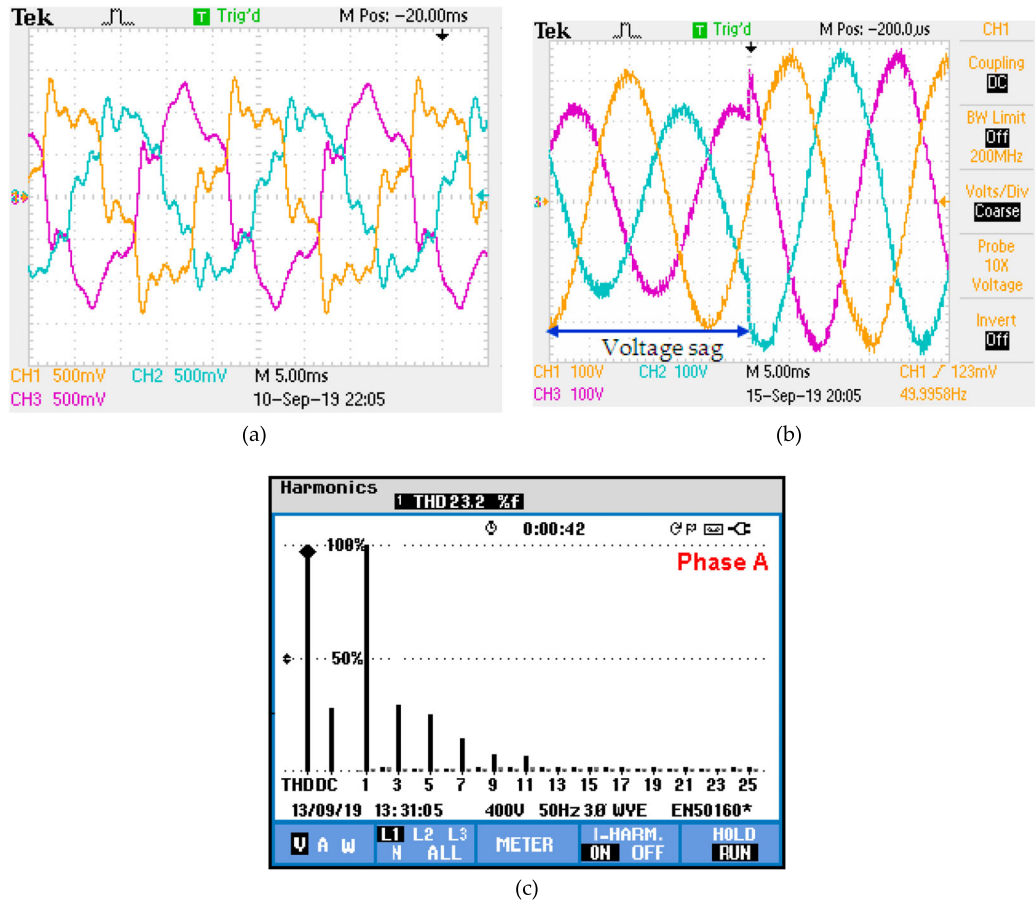 Tek Trig'd M Pos: -20.00ms
CH1 500mV CH2 500mV M 5.00ms
CH3 500mV 10-Sep-19 22:05
(a)
Tek Trig'd M Pos: -200.0us CH1
Coupling
DC
BW Limit
Off
200MHz
Volts/Div
Coarse
Probe
10X
Voltage
Invert
Off
Voltage sag
CH1 100V CH2 100V M 5.00ms CH1 123mV
CH3 100V 15-Sep-19 20:05 49.9958Hz
(b)
Harmonics
1 THD 23.2 %f
0:00:42
100%
Phase A
50%
THD DC 1 3 5 7 9 11 13 15 17 19 21 23 25
13/09/19 13:31:05 400V 50Hz 3Ø WYE EN50160*
V A W L1 L2 L3 N ALL METER I-HARM. ON OFF HOLD RUN
(c)